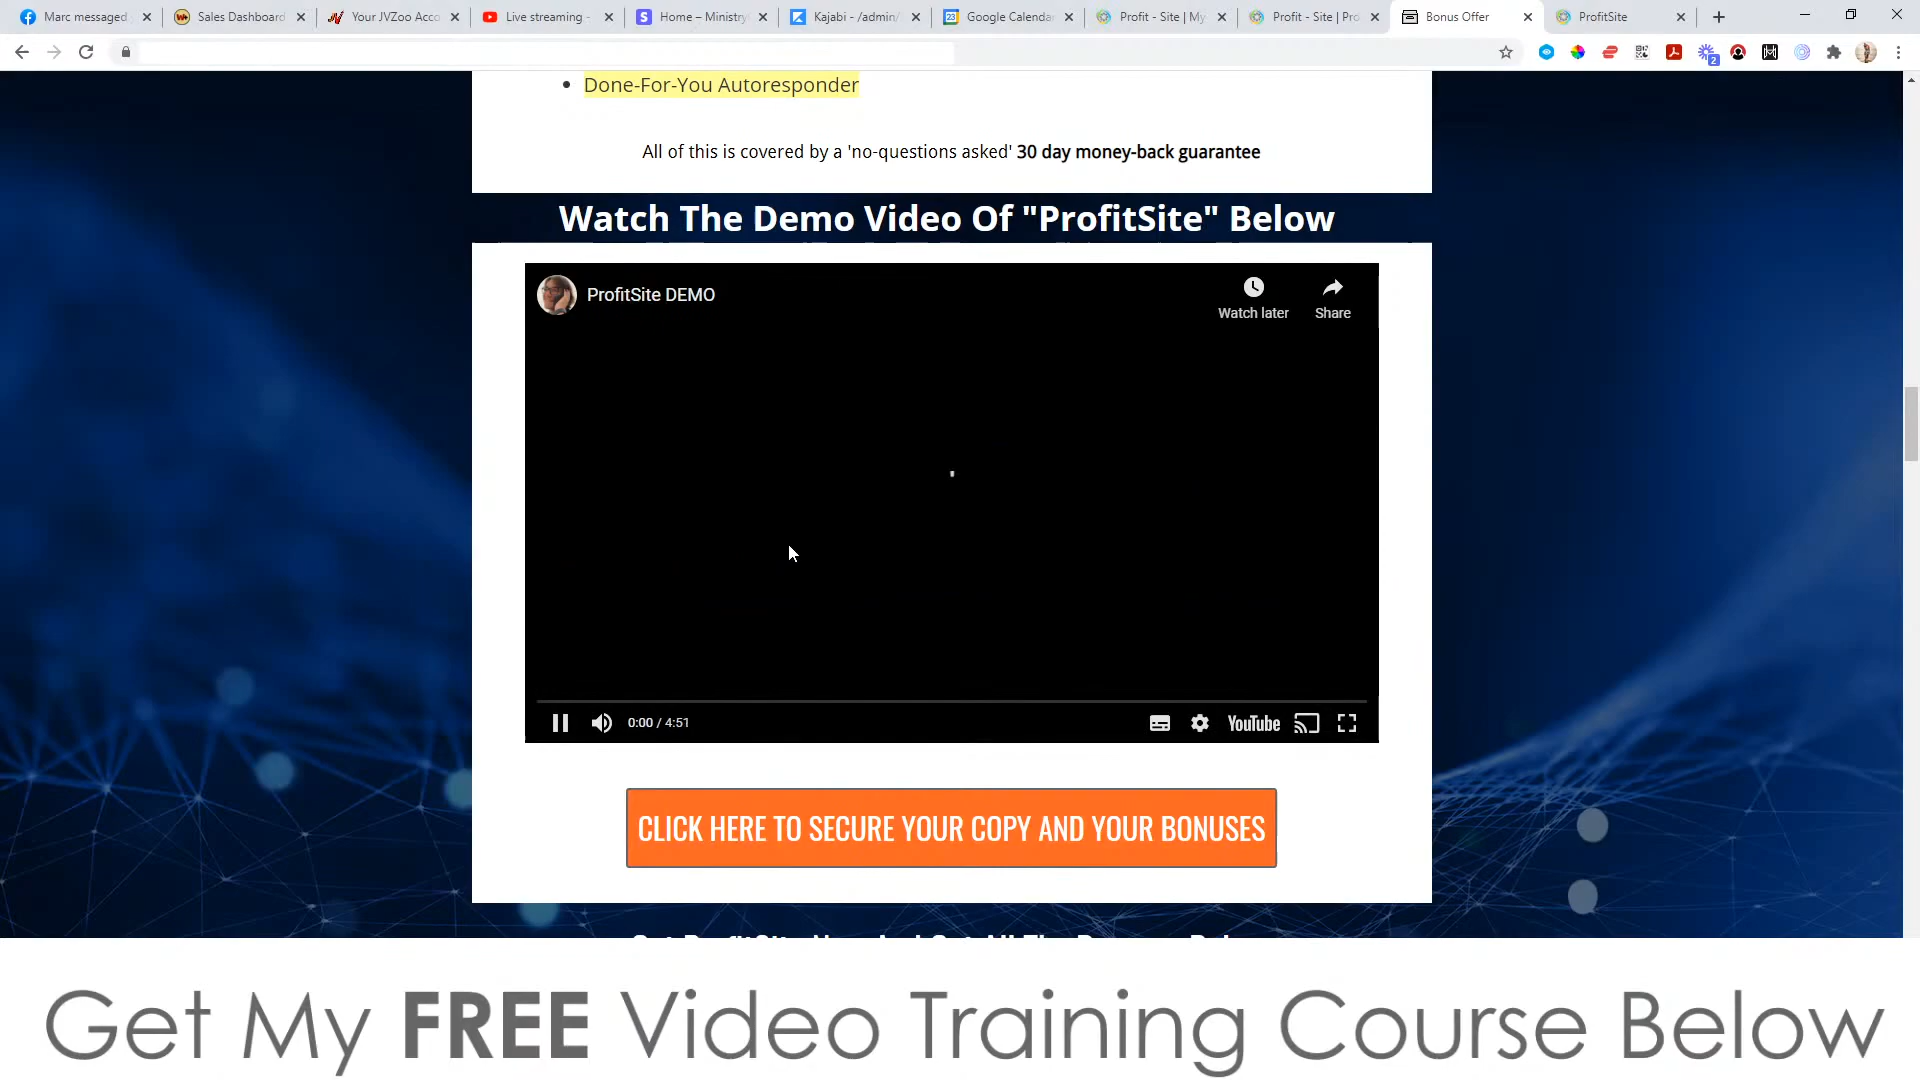 Marc messaged
Sales Dashboard
Your JVZoo Acco
Live streaming -
Home – Ministry
Kajabi - /admin/
Google Calenda
Profit - Site | My
Profit - Site | Pro
Bonus Offer
ProfitSite
Done-For-You Autoresponder
All of this is covered by a 'no-questions asked' 30 day money-back guarantee
Watch The Demo Video Of "ProfitSite" Below
ProfitSite DEMO
Watch later
Share
0:00 / 4:51
YouTube
CLICK HERE TO SECURE YOUR COPY AND YOUR BONUSES
Get My FREE Video Training Course Below